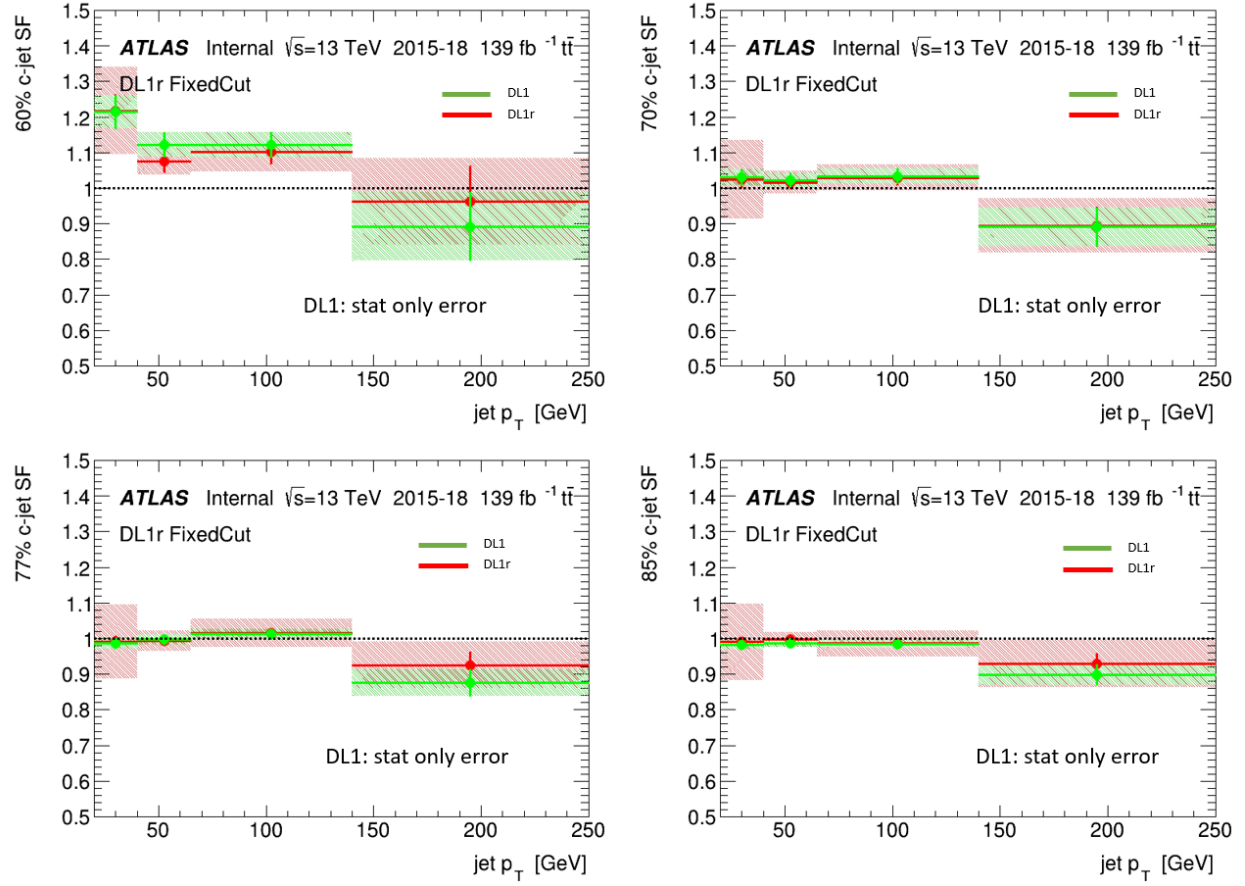 60% c-jet SF
1.5
1.4
1.3
1.2
1.1
1
0.9
0.8
0.7
0.6
0.5
ATLAS Internal √s=13 TeV 2015-18 139 fb -1 tt̄
DL1r FixedCut
DL1
DL1r
DL1: stat only error
50 100 150 200 250
jet p_T [GeV]
70% c-jet SF
1.5
1.4
1.3
1.2
1.1
1
0.9
0.8
0.7
0.6
0.5
ATLAS Internal √s=13 TeV 2015-18 139 fb -1 tt̄
DL1r FixedCut
DL1
DL1r
DL1: stat only error
50 100 150 200 250
jet p_T [GeV]
77% c-jet SF
1.5
1.4
1.3
1.2
1.1
1
0.9
0.8
0.7
0.6
0.5
ATLAS Internal √s=13 TeV 2015-18 139 fb -1 tt̄
DL1r FixedCut
DL1
DL1r
DL1: stat only error
50 100 150 200 250
jet p_T [GeV]
85% c-jet SF
1.5
1.4
1.3
1.2
1.1
1
0.9
0.8
0.7
0.6
0.5
ATLAS Internal √s=13 TeV 2015-18 139 fb -1 tt̄
DL1r FixedCut
DL1
DL1r
DL1: stat only error
50 100 150 200 250
jet p_T [GeV]